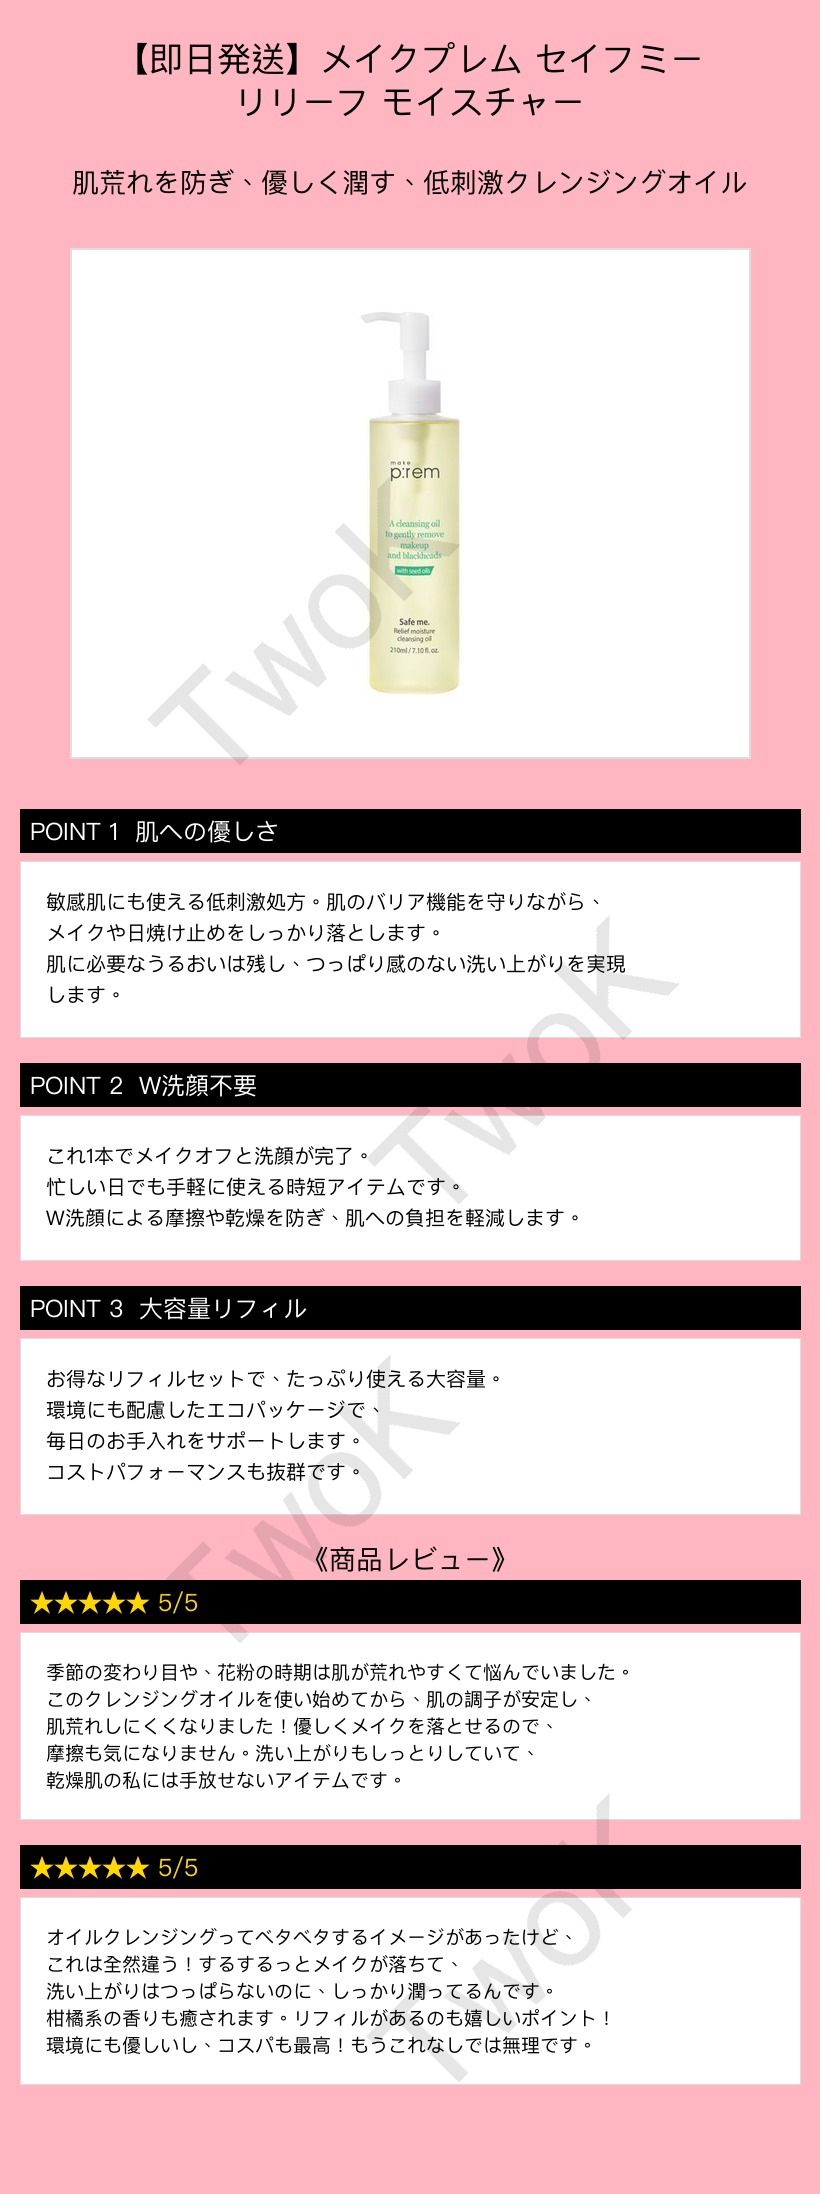 【即日発送】メイクプレム セイフミー
リリーフ モイスチャー
肌荒れを防ぎ、優しく潤す、低刺激クレンジングオイル
make
p:rem
A cleansing oil
to gently remove
makeup
and blackheads
with seed oils
Safe me.
Relief moisture
cleansing oil
210ml / 7.10 fl. oz.
TwoK
POINT 1 肌への優しさ
敏感肌にも使える低刺激処方。肌のバリア機能を守りながら、
メイクや日焼け止めをしっかり落とします。
肌に必要なうるおいは残し、つっぱり感のない洗い上がりを実現
します。
TwoK
POINT 2 W洗顔不要
これ1本でメイクオフと洗顔が完了。
忙しい日でも手軽に使える時短アイテムです。
W洗顔による摩擦や乾燥を防ぎ、肌への負担を軽減します。
POINT 3 大容量リフィル
お得なリフィルセットで、たっぷり使える大容量。
環境にも配慮したエコパッケージで、
毎日のお手入れをサポートします。
コストパフォーマンスも抜群です。
TwoK
《商品レビュー》
★★★★★ 5/5
季節の変わり目や、花粉の時期は肌が荒れやすくて悩んでいました。
このクレンジングオイルを使い始めてから、肌の調子が安定し、
肌荒れしにくくなりました！優しくメイクを落とせるので、
摩擦も気になりません。洗い上がりもしっとりしていて、
乾燥肌の私には手放せないアイテムです。
★★★★★ 5/5
オイルクレンジングってベタベタするイメージがあったけど、
これは全然違う！するするっとメイクが落ちて、
洗い上がりはつっぱらないのに、しっかり潤ってるんです。
柑橘系の香りも癒されます。リフィルがあるのも嬉しいポイント！
環境にも優しいし、コスパも最高！もうこれなしでは無理です。
TwoK